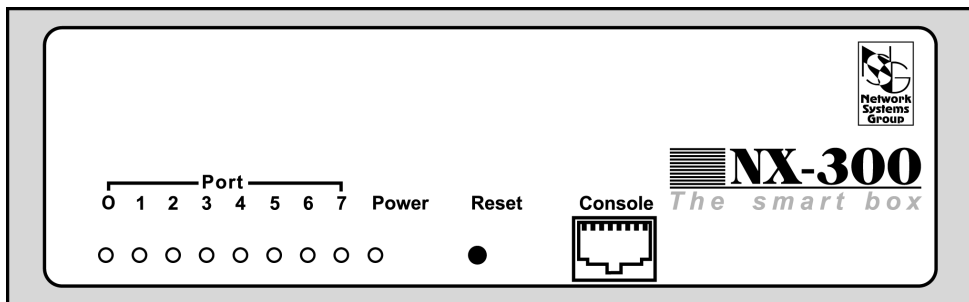 NSG
Network
Systems
Group
NX-300
The smart box
Port
0 1 2 3 4 5 6 7 Power Reset Console